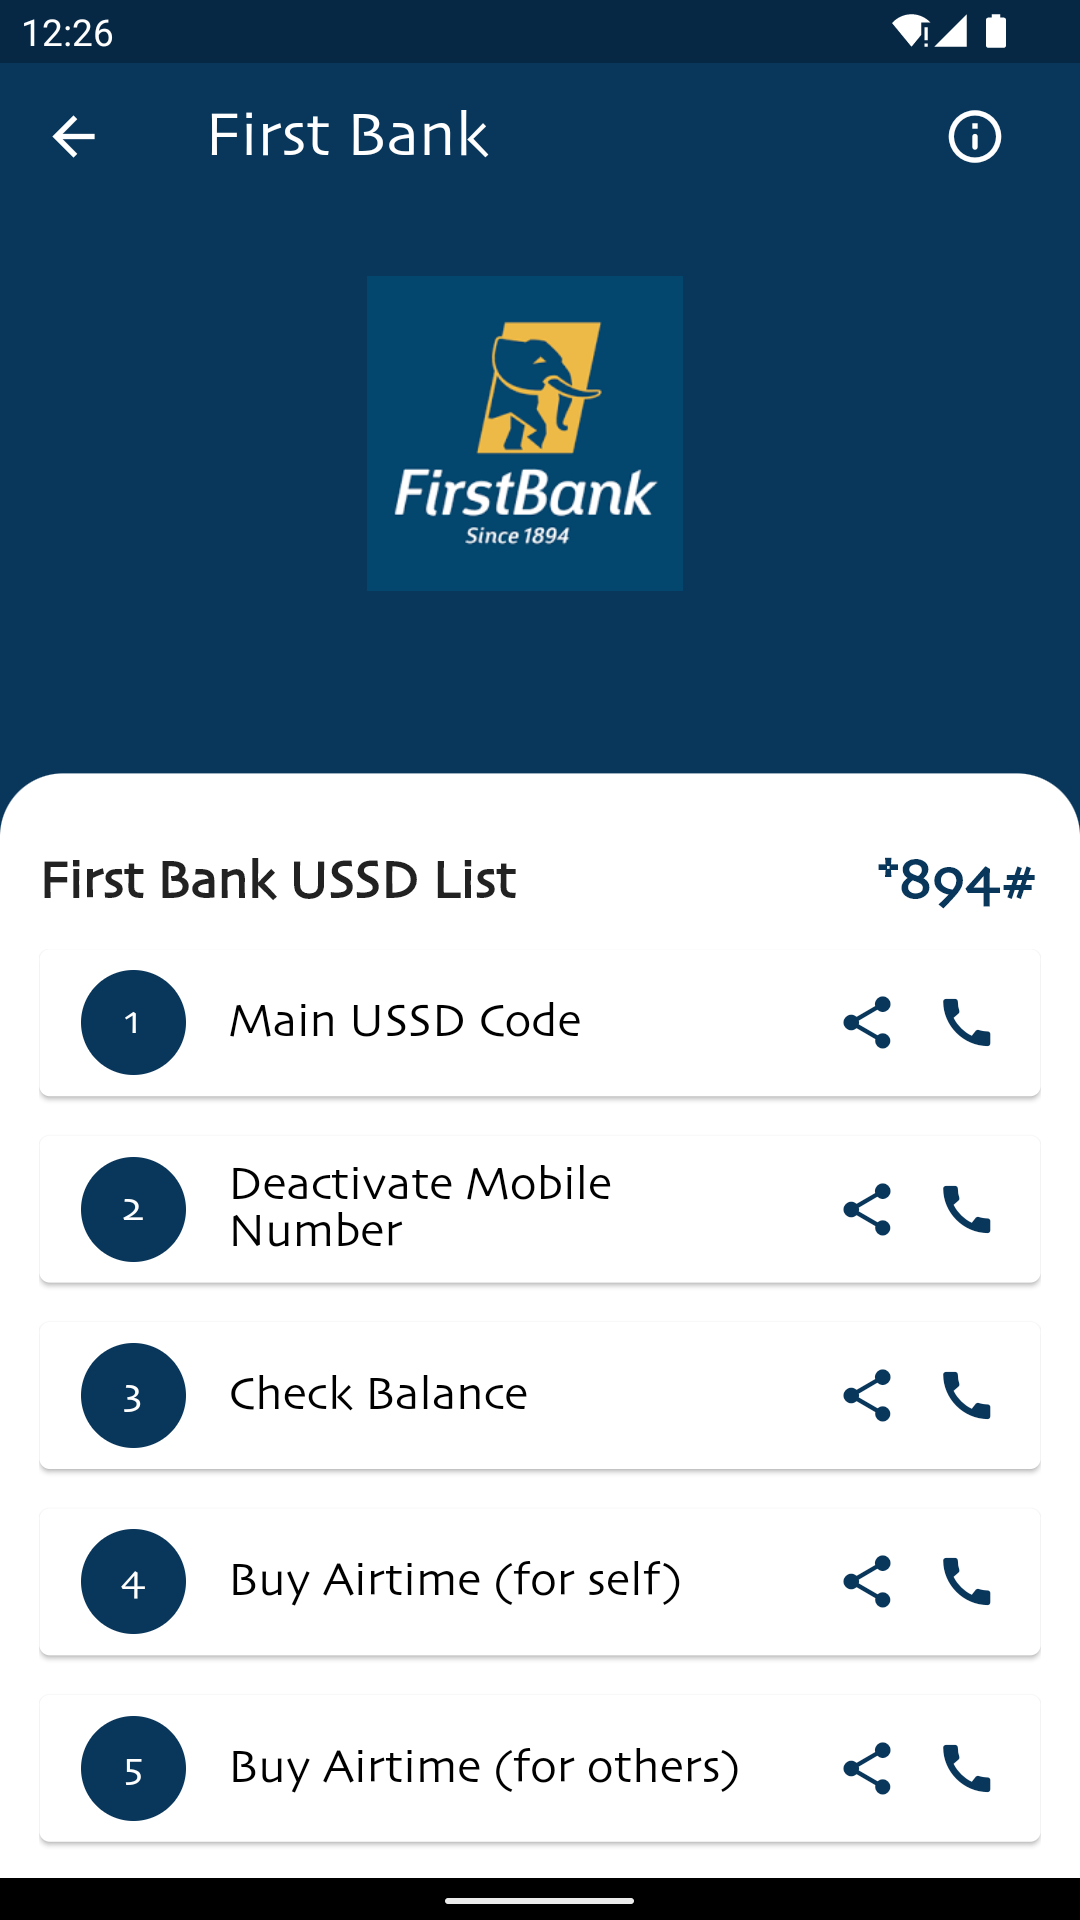 12:26
First Bank
FirstBank
Since 1894
First Bank USSD List
*894#
1
Main USSD Code
2
Deactivate Mobile
Number
3
Check Balance
4
Buy Airtime (for self)
5
Buy Airtime (for others)